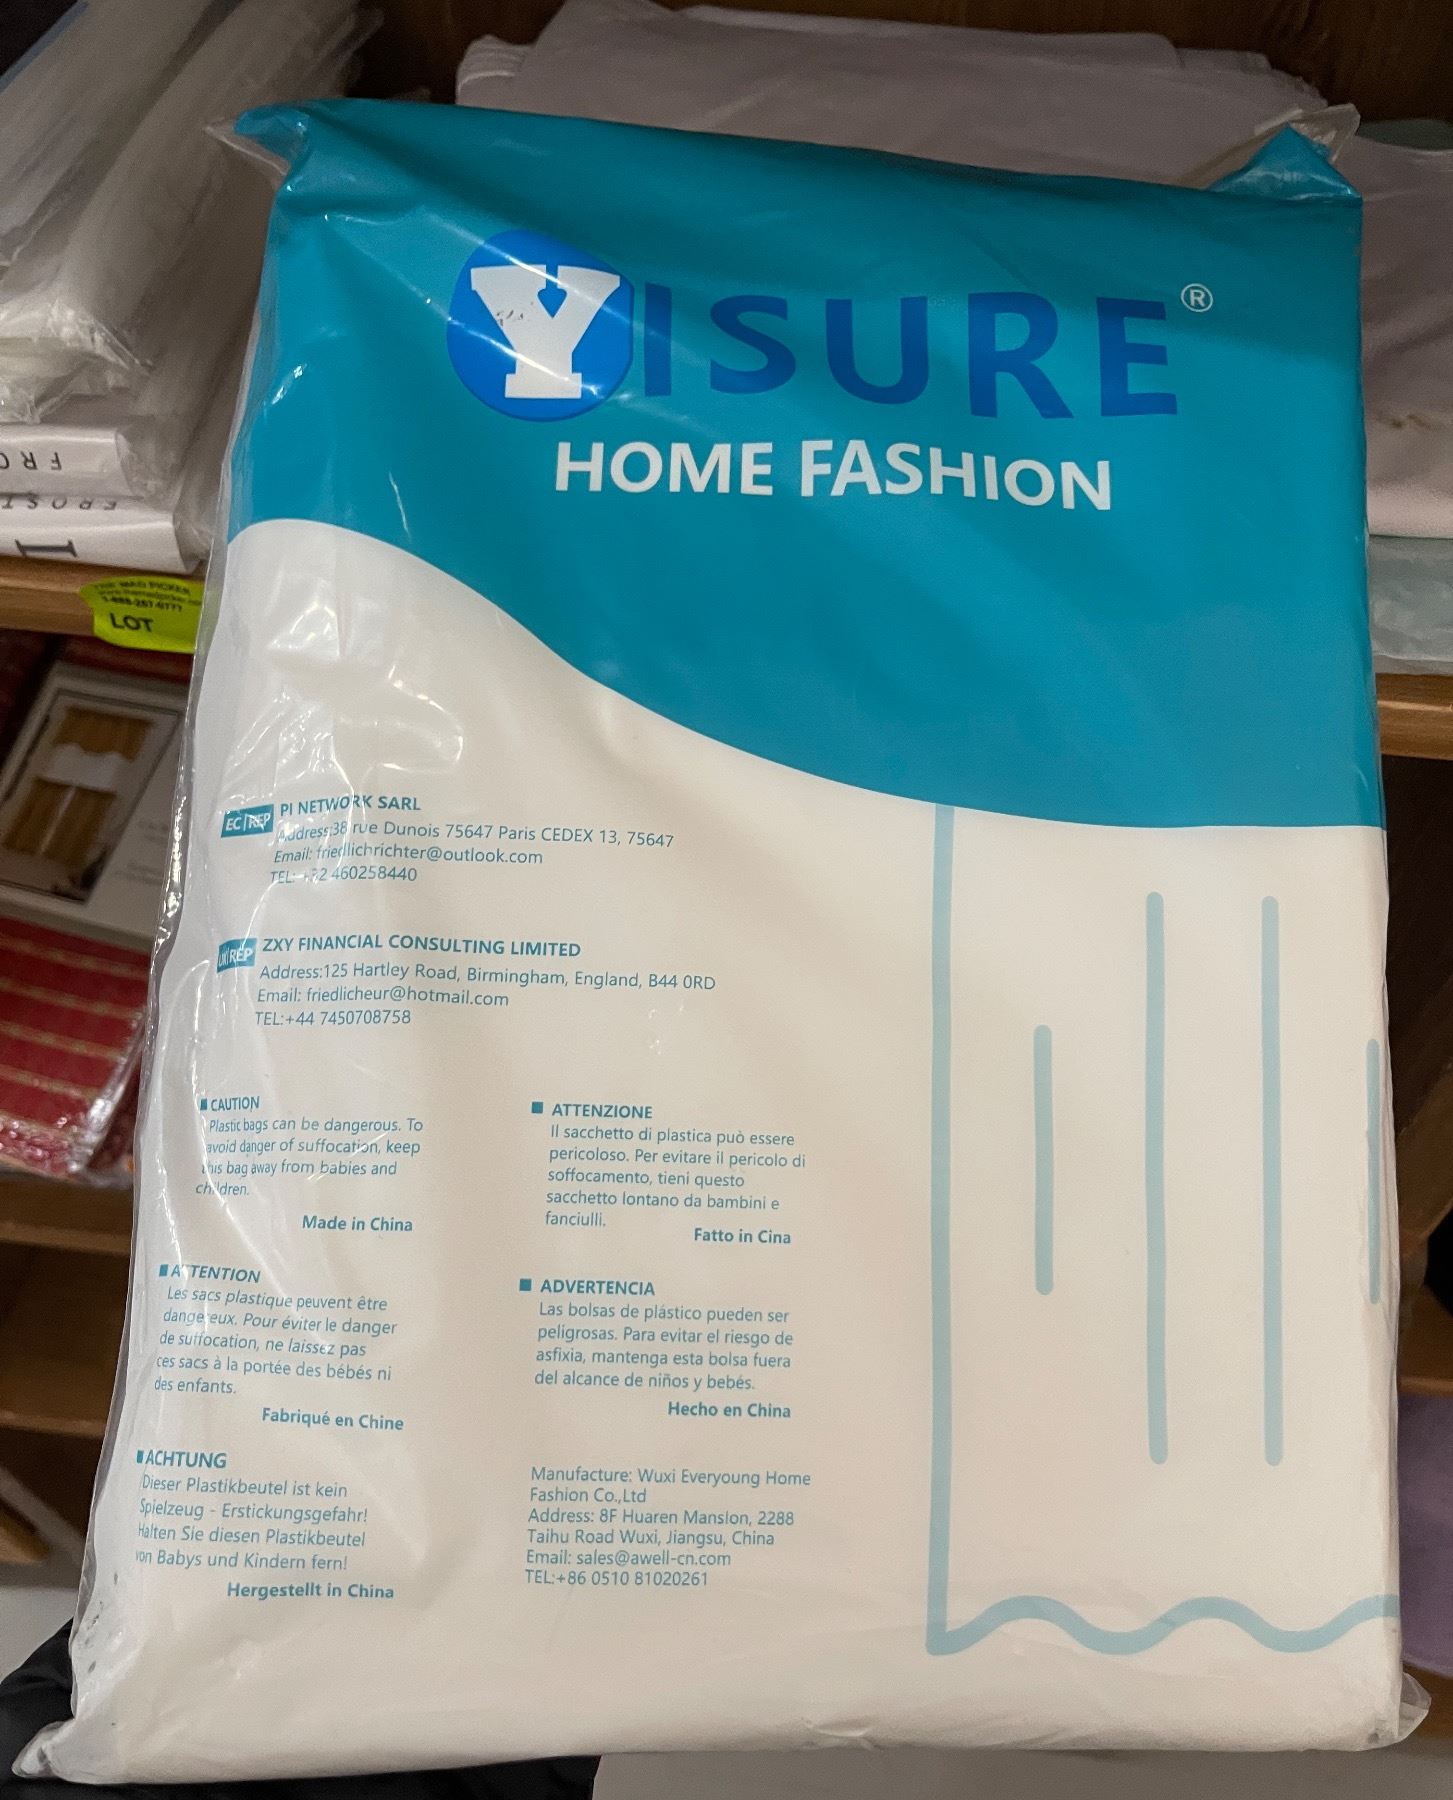 YISURE®
HOME FASHION
FRO
FROST
LOT
EC REP
PI NETWORK SARL
Address:38 rue Dunois 75647 Paris CEDEX 13, 75647
Email: friedlichrichter@outlook.com
TEL: 460258440
UK REP
ZXY FINANCIAL CONSULTING LIMITED
Address:125 Hartley Road, Birmingham, England, B44 0RD
Email: friedlicheur@hotmail.com
TEL:+44 7450708758
CAUTION
Plastic bags can be dangerous. To
avoid danger of suffocation, keep
this bag away from babies and
children.
Made in China
ATTENTION
Les sacs plastique peuvent être
dangereux. Pour éviter le danger
de suffocation, ne laissez pas
ces sacs à la portée des bébés ni
des enfants.
Fabriqué en Chine
ACHTUNG
Dieser Plastikbeutel ist kein
Spielzeug - Erstickungsgefahr!
Halten Sie diesen Plastikbeutel
von Babys und Kindern fern!
Hergestellt in China
ATTENZIONE
Il sacchetto di plastica può essere
pericoloso. Per evitare il pericolo di
soffocamento, tieni questo
sacchetto lontano da bambini e
fanciulli.
Fatto in Cina
ADVERTENCIA
Las bolsas de plástico pueden ser
peligrosas. Para evitar el riesgo de
asfixia, mantenga esta bolsa fuera
del alcance de niños y bebés.
Hecho en China
Manufacture: Wuxi Everyoung Home
Fashion Co.,Ltd
Address: 8F Huaren Mansion, 2288
Taihu Road Wuxi, Jiangsu, China
Email: sales@awell-cn.com
TEL:+86 0510 81020261